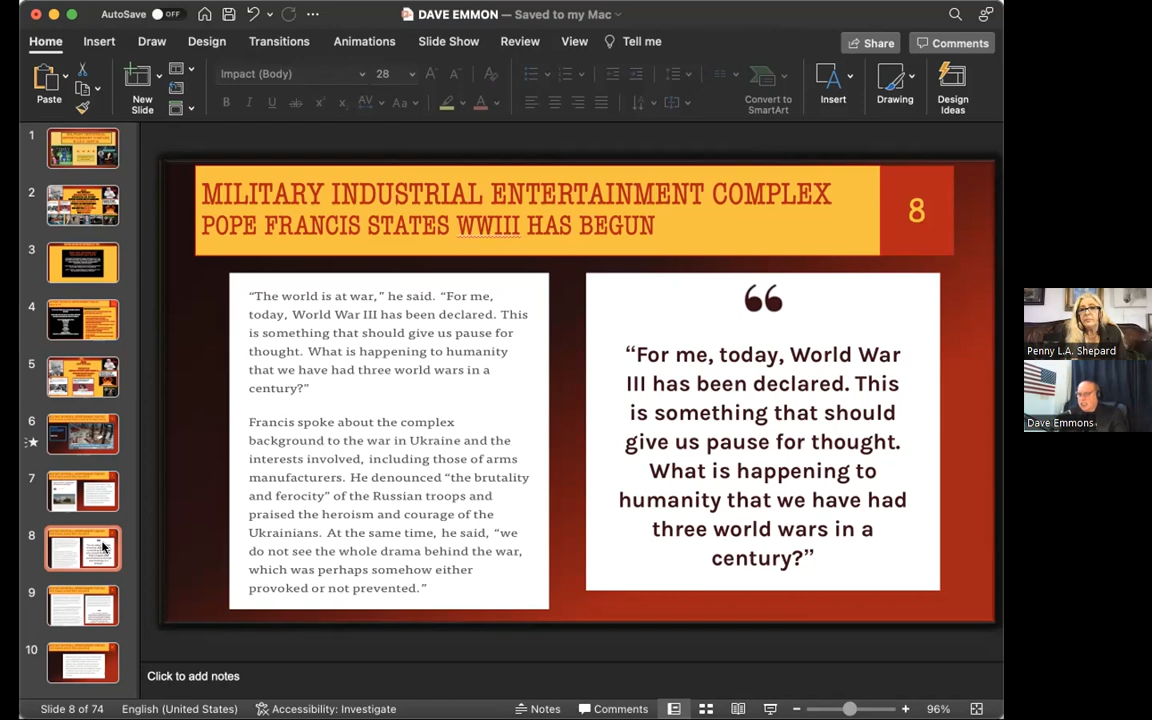 AutoSave OFF
DAVE EMMON — Saved to my Mac
Home Insert Draw Design Transitions Animations Slide Show Review View Tell me
Share Comments
Paste
New
Slide
Impact (Body) 28
Convert to
SmartArt
Insert
Drawing
Design
Ideas
1
2
3
4
5
6
7
8
9
10
MILITARY INDUSTRIAL ENTERTAINMENT COMPLEX
POPE FRANCIS STATES WWIII HAS BEGUN
8
“The world is at war,” he said. “For me,
today, World War III has been declared. This
is something that should give us pause for
thought. What is happening to humanity
that we have had three world wars in a
century?”
Francis spoke about the complex
background to the war in Ukraine and the
interests involved, including those of arms
manufacturers. He denounced “the brutality
and ferocity” of the Russian troops and
praised the heroism and courage of the
Ukrainians. At the same time, he said, “we
do not see the whole drama behind the war,
which was perhaps somehow either
provoked or not prevented.”
“For me, today, World War
III has been declared. This
is something that should
give us pause for thought.
What is happening to
humanity that we have had
three world wars in a
century?”
Penny L.A. Shepard
Dave Emmons
Click to add notes
Slide 8 of 74 English (United States) Accessibility: Investigate Notes Comments 96%